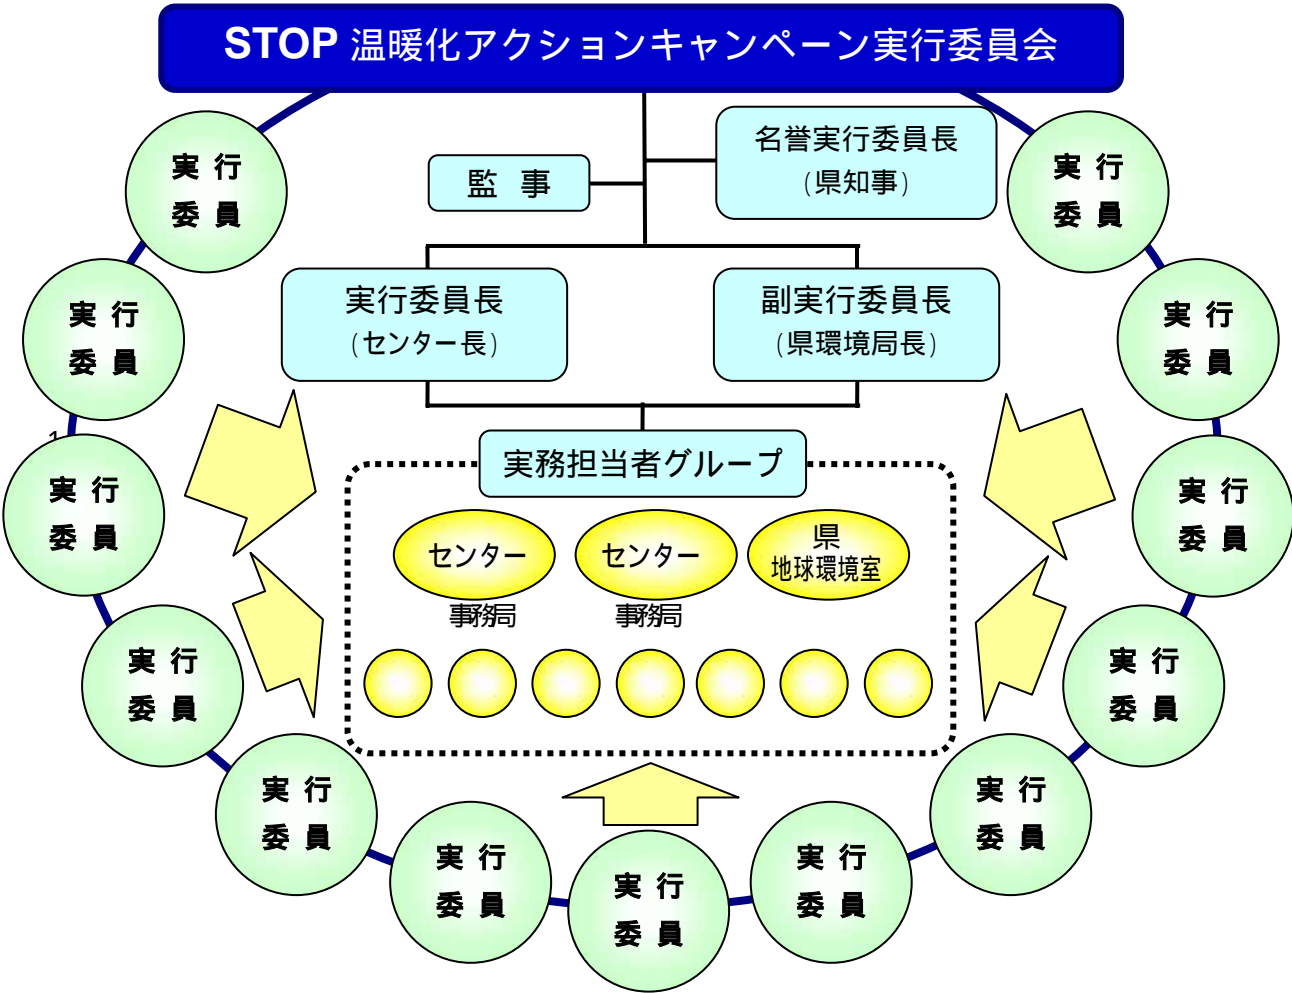 STOP 温暖化アクションキャンペーン実行委員会
名誉実行委員長
(県知事)
監 事
実行委員長
(センター長)
副実行委員長
(県環境局長)
実務担当者グループ
センター
事務局
センター
事務局
県
地球環境室
実 行
委 員
実 行
委 員
実 行
委 員
実 行
委 員
実 行
委 員
実 行
委 員
実 行
委 員
実 行
委 員
実 行
委 員
実 行
委 員
実 行
委 員
実 行
委 員
実 行
委 員